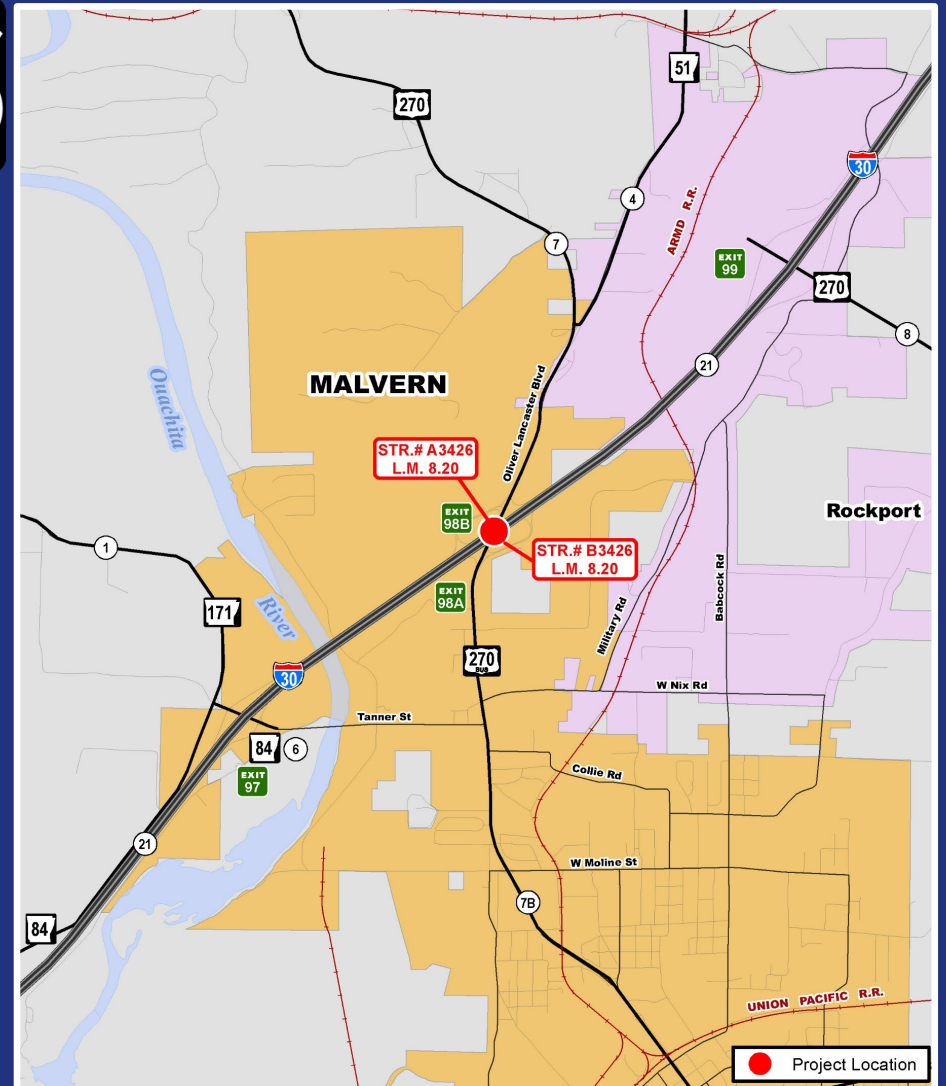 51
270
30
4
ARMD R.R.
7
EXIT
99
270
8
21
Ouachita
River
MALVERN
Oliver Lancaster Blvd
STR.# A3426
L.M. 8.20
EXIT
98B
Rockport
STR.# B3426
L.M. 8.20
1
EXIT
98A
171
Military Rd
Babcock Rd
270
BUS
30
W Nix Rd
Tanner St
84
6
EXIT
97
Collie Rd
21
W Moline St
7B
84
UNION PACIFIC R.R.
Project Location